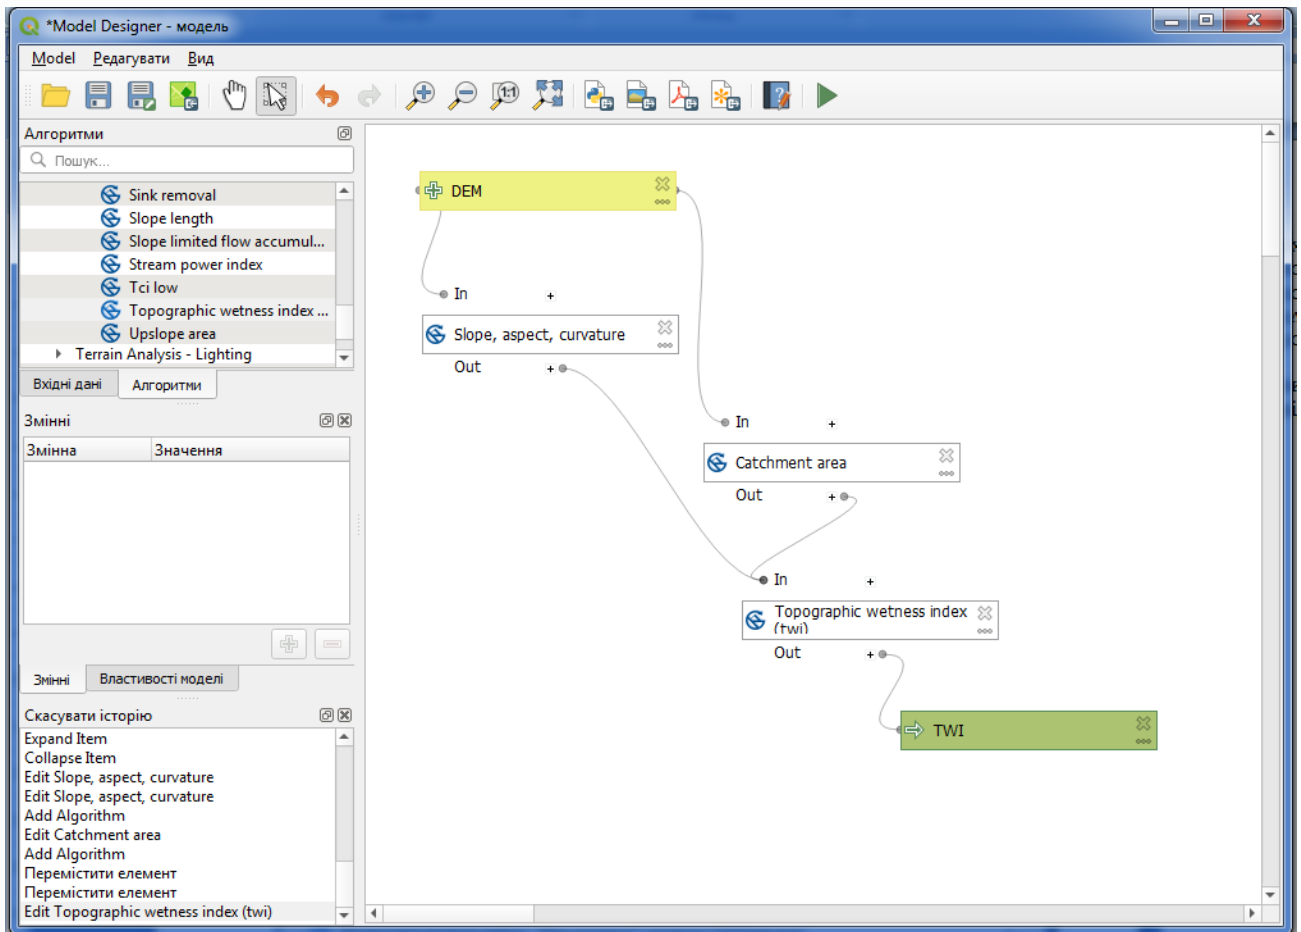 *Model Designer - модель
Model Редагувати Вид
1:1
Алгоритми
Пошук...
Sink removal
Slope length
Slope limited flow accumul...
Stream power index
Tci low
Topographic wetness index ...
Upslope area
Terrain Analysis - Lighting
Вхідні дані Алгоритми
Змінні
Змінна Значення
Змінні Властивості моделі
Скасувати історію
Expand Item
Collapse Item
Edit Slope, aspect, curvature
Edit Slope, aspect, curvature
Add Algorithm
Edit Catchment area
Add Algorithm
Перемістити елемент
Перемістити елемент
Edit Topographic wetness index (twi)
DEM
In +
Slope, aspect, curvature
Out +
In +
Catchment area
Out +
In +
Topographic wetness index
(twi)
Out +
TWI